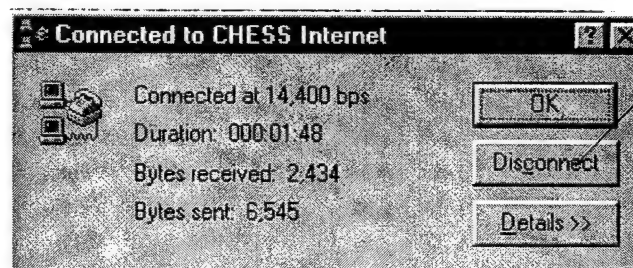 Connected to CHESS Internet
Connected at 14,400 bps
Duration: 000:01:48
Bytes received: 2,434
Bytes sent: 6,545
OK
Disconnect
Details >>